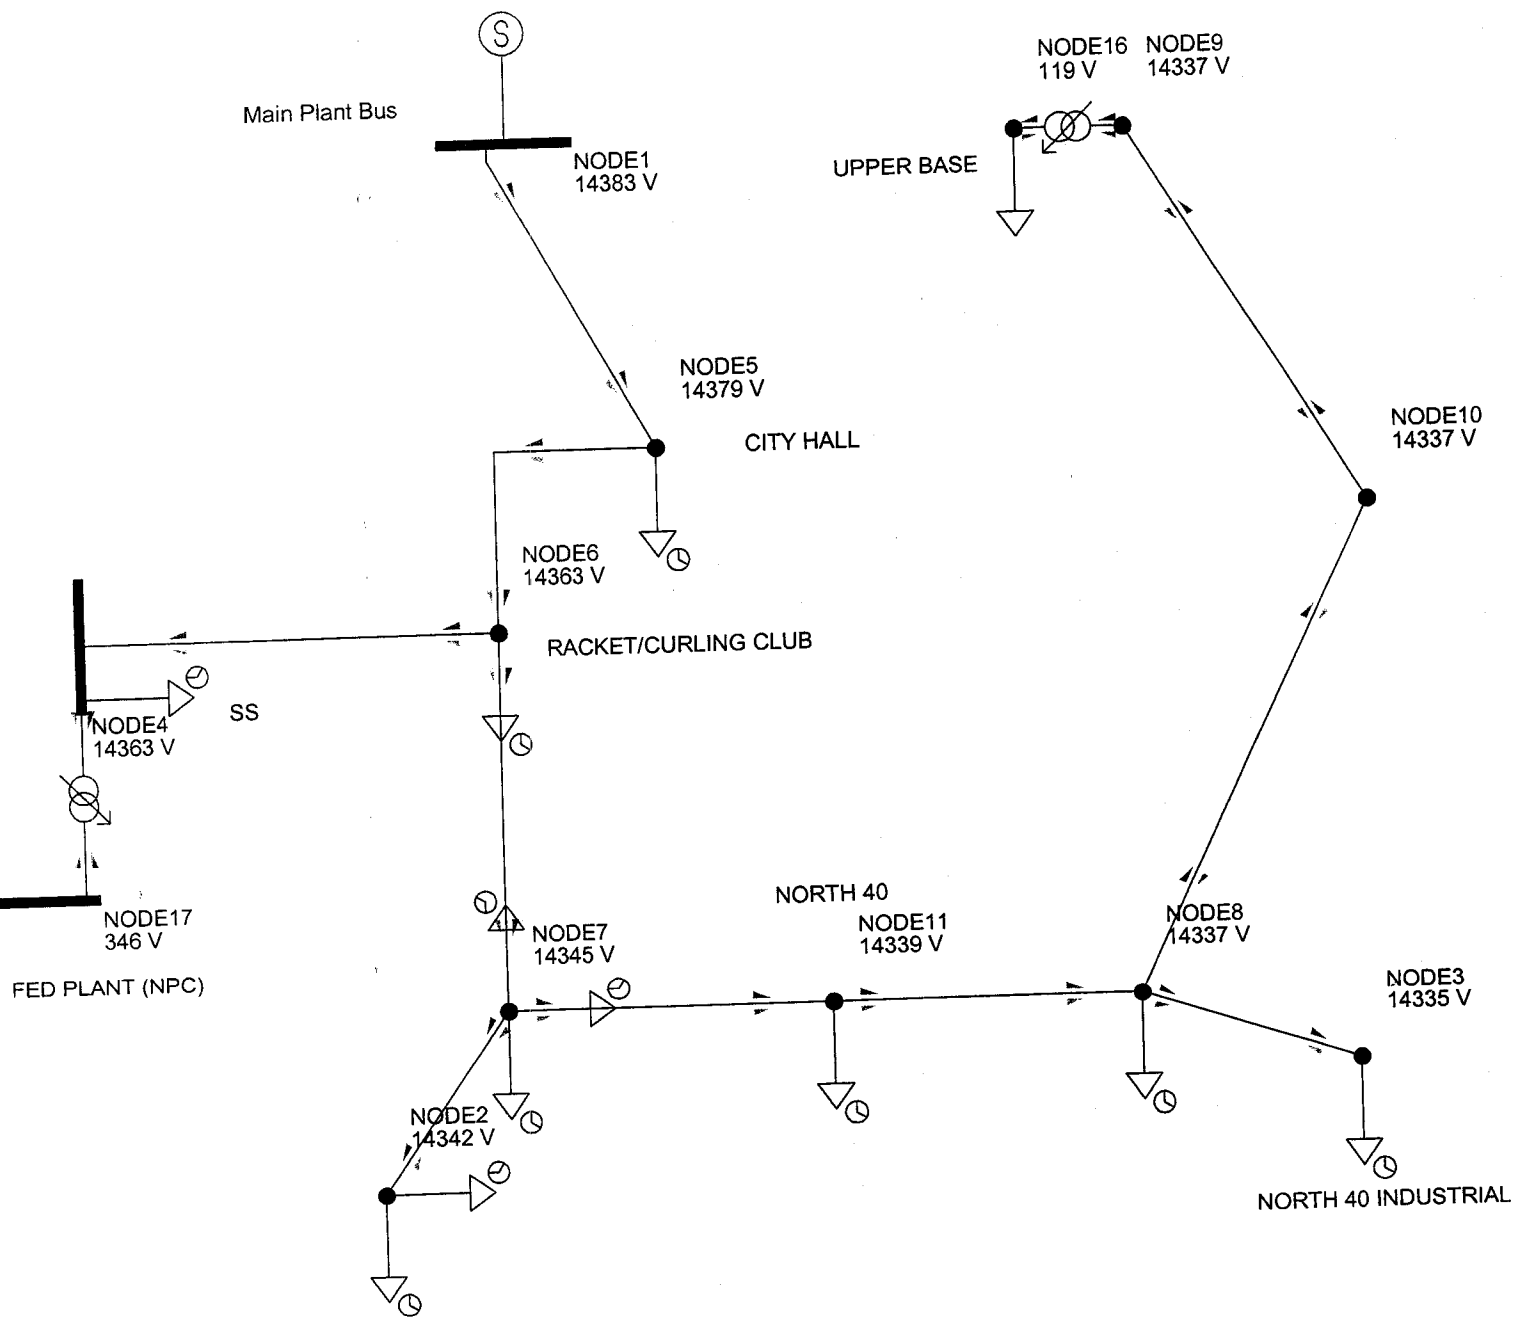 S
NODE16 NODE9
119 V 14337 V
Main Plant Bus
NODE1
14383 V
UPPER BASE
NODE5
14379 V
NODE10
14337 V
CITY HALL
NODE6
14363 V
RACKET/CURLING CLUB
SS
NODE4
14363 V
NORTH 40
NODE17
346 V
NODE11
14339 V
NODE8
14337 V
NODE7
14345 V
FED PLANT (NPC)
NODE3
14335 V
NODE2
14342 V
NORTH 40 INDUSTRIAL